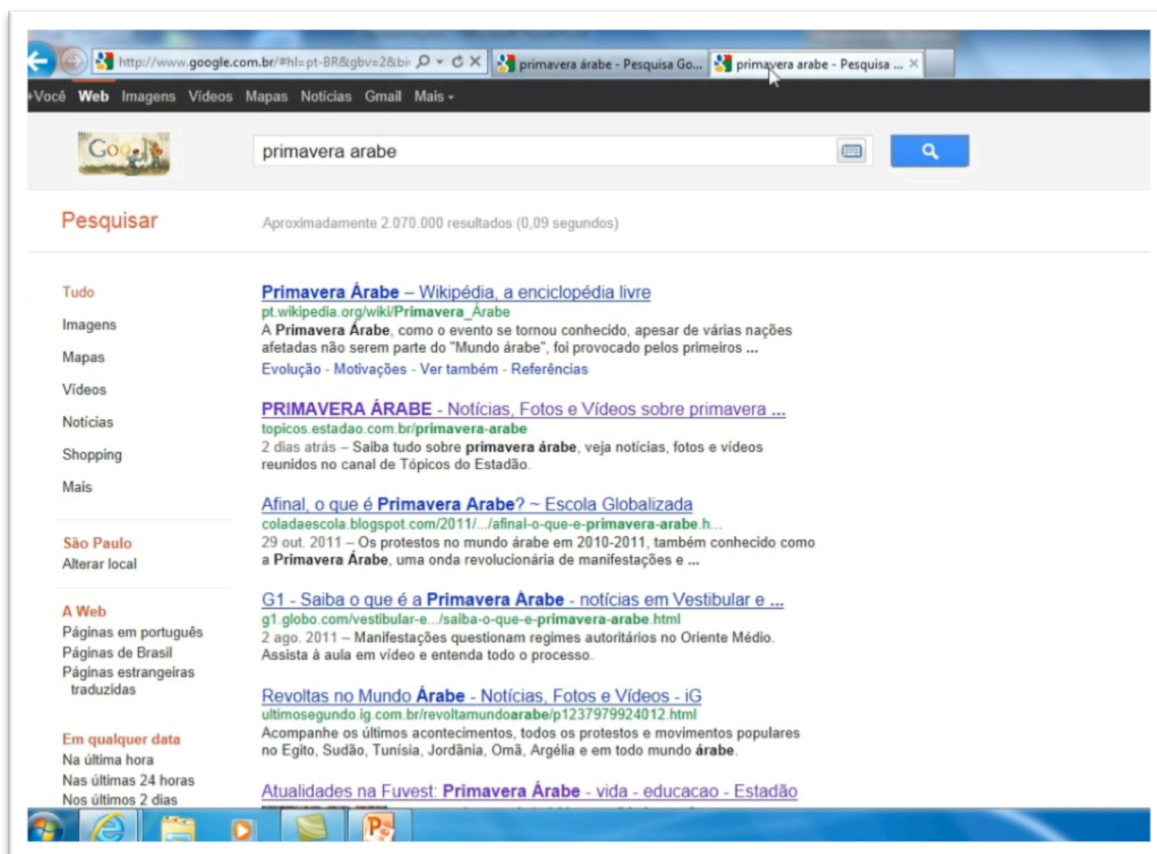 http://www.google.com.br/#hl=pt-BR&gbv=2&bi
primavera árabe - Pesquisa Go...
primavera arabe - Pesquisa ...
+Você Web Imagens Vídeos Mapas Notícias Gmail Mais
primavera arabe
Pesquisar
Aproximadamente 2.070.000 resultados (0,09 segundos)
Tudo
Imagens
Mapas
Vídeos
Notícias
Shopping
Mais
São Paulo
Alterar local
A Web
Páginas em português
Páginas de Brasil
Páginas estrangeiras
traduzidas
Em qualquer data
Na última hora
Nas últimas 24 horas
Nos últimos 2 dias
Primavera Árabe – Wikipédia, a enciclopédia livre
pt.wikipedia.org/wiki/Primavera_Árabe
A Primavera Árabe, como o evento se tornou conhecido, apesar de várias nações
afetadas não serem parte do "Mundo árabe", foi provocado pelos primeiros ...
Evolução - Motivações - Ver também - Referências
PRIMAVERA ÁRABE - Notícias, Fotos e Vídeos sobre primavera ...
topicos.estadao.com.br/primavera-arabe
2 dias atrás – Saiba tudo sobre primavera árabe, veja notícias, fotos e vídeos
reunidos no canal de Tópicos do Estadão.
Afinal, o que é Primavera Arabe? ~ Escola Globalizada
coladaescola.blogspot.com/2011/.../afinal-o-que-e-primavera-arabe.h...
29 out. 2011 – Os protestos no mundo árabe em 2010-2011, também conhecido como
a Primavera Árabe, uma onda revolucionária de manifestações e ...
G1 - Saiba o que é a Primavera Árabe - notícias em Vestibular e ...
g1.globo.com/vestibular-e.../saiba-o-que-e-primavera-arabe.html
2 ago. 2011 – Manifestações questionam regimes autoritários no Oriente Médio.
Assista à aula em vídeo e entenda todo o processo.
Revoltas no Mundo Árabe - Notícias, Fotos e Vídeos - iG
ultimosegundo.ig.com.br/revoltamundoarabe/p1237979924012.html
Acompanhe os últimos acontecimentos, todos os protestos e movimentos populares
no Egito, Sudão, Tunísia, Jordânia, Omã, Argélia e em todo mundo árabe.
Atualidades na Fuvest: Primavera Árabe - vida - educacao - Estadão